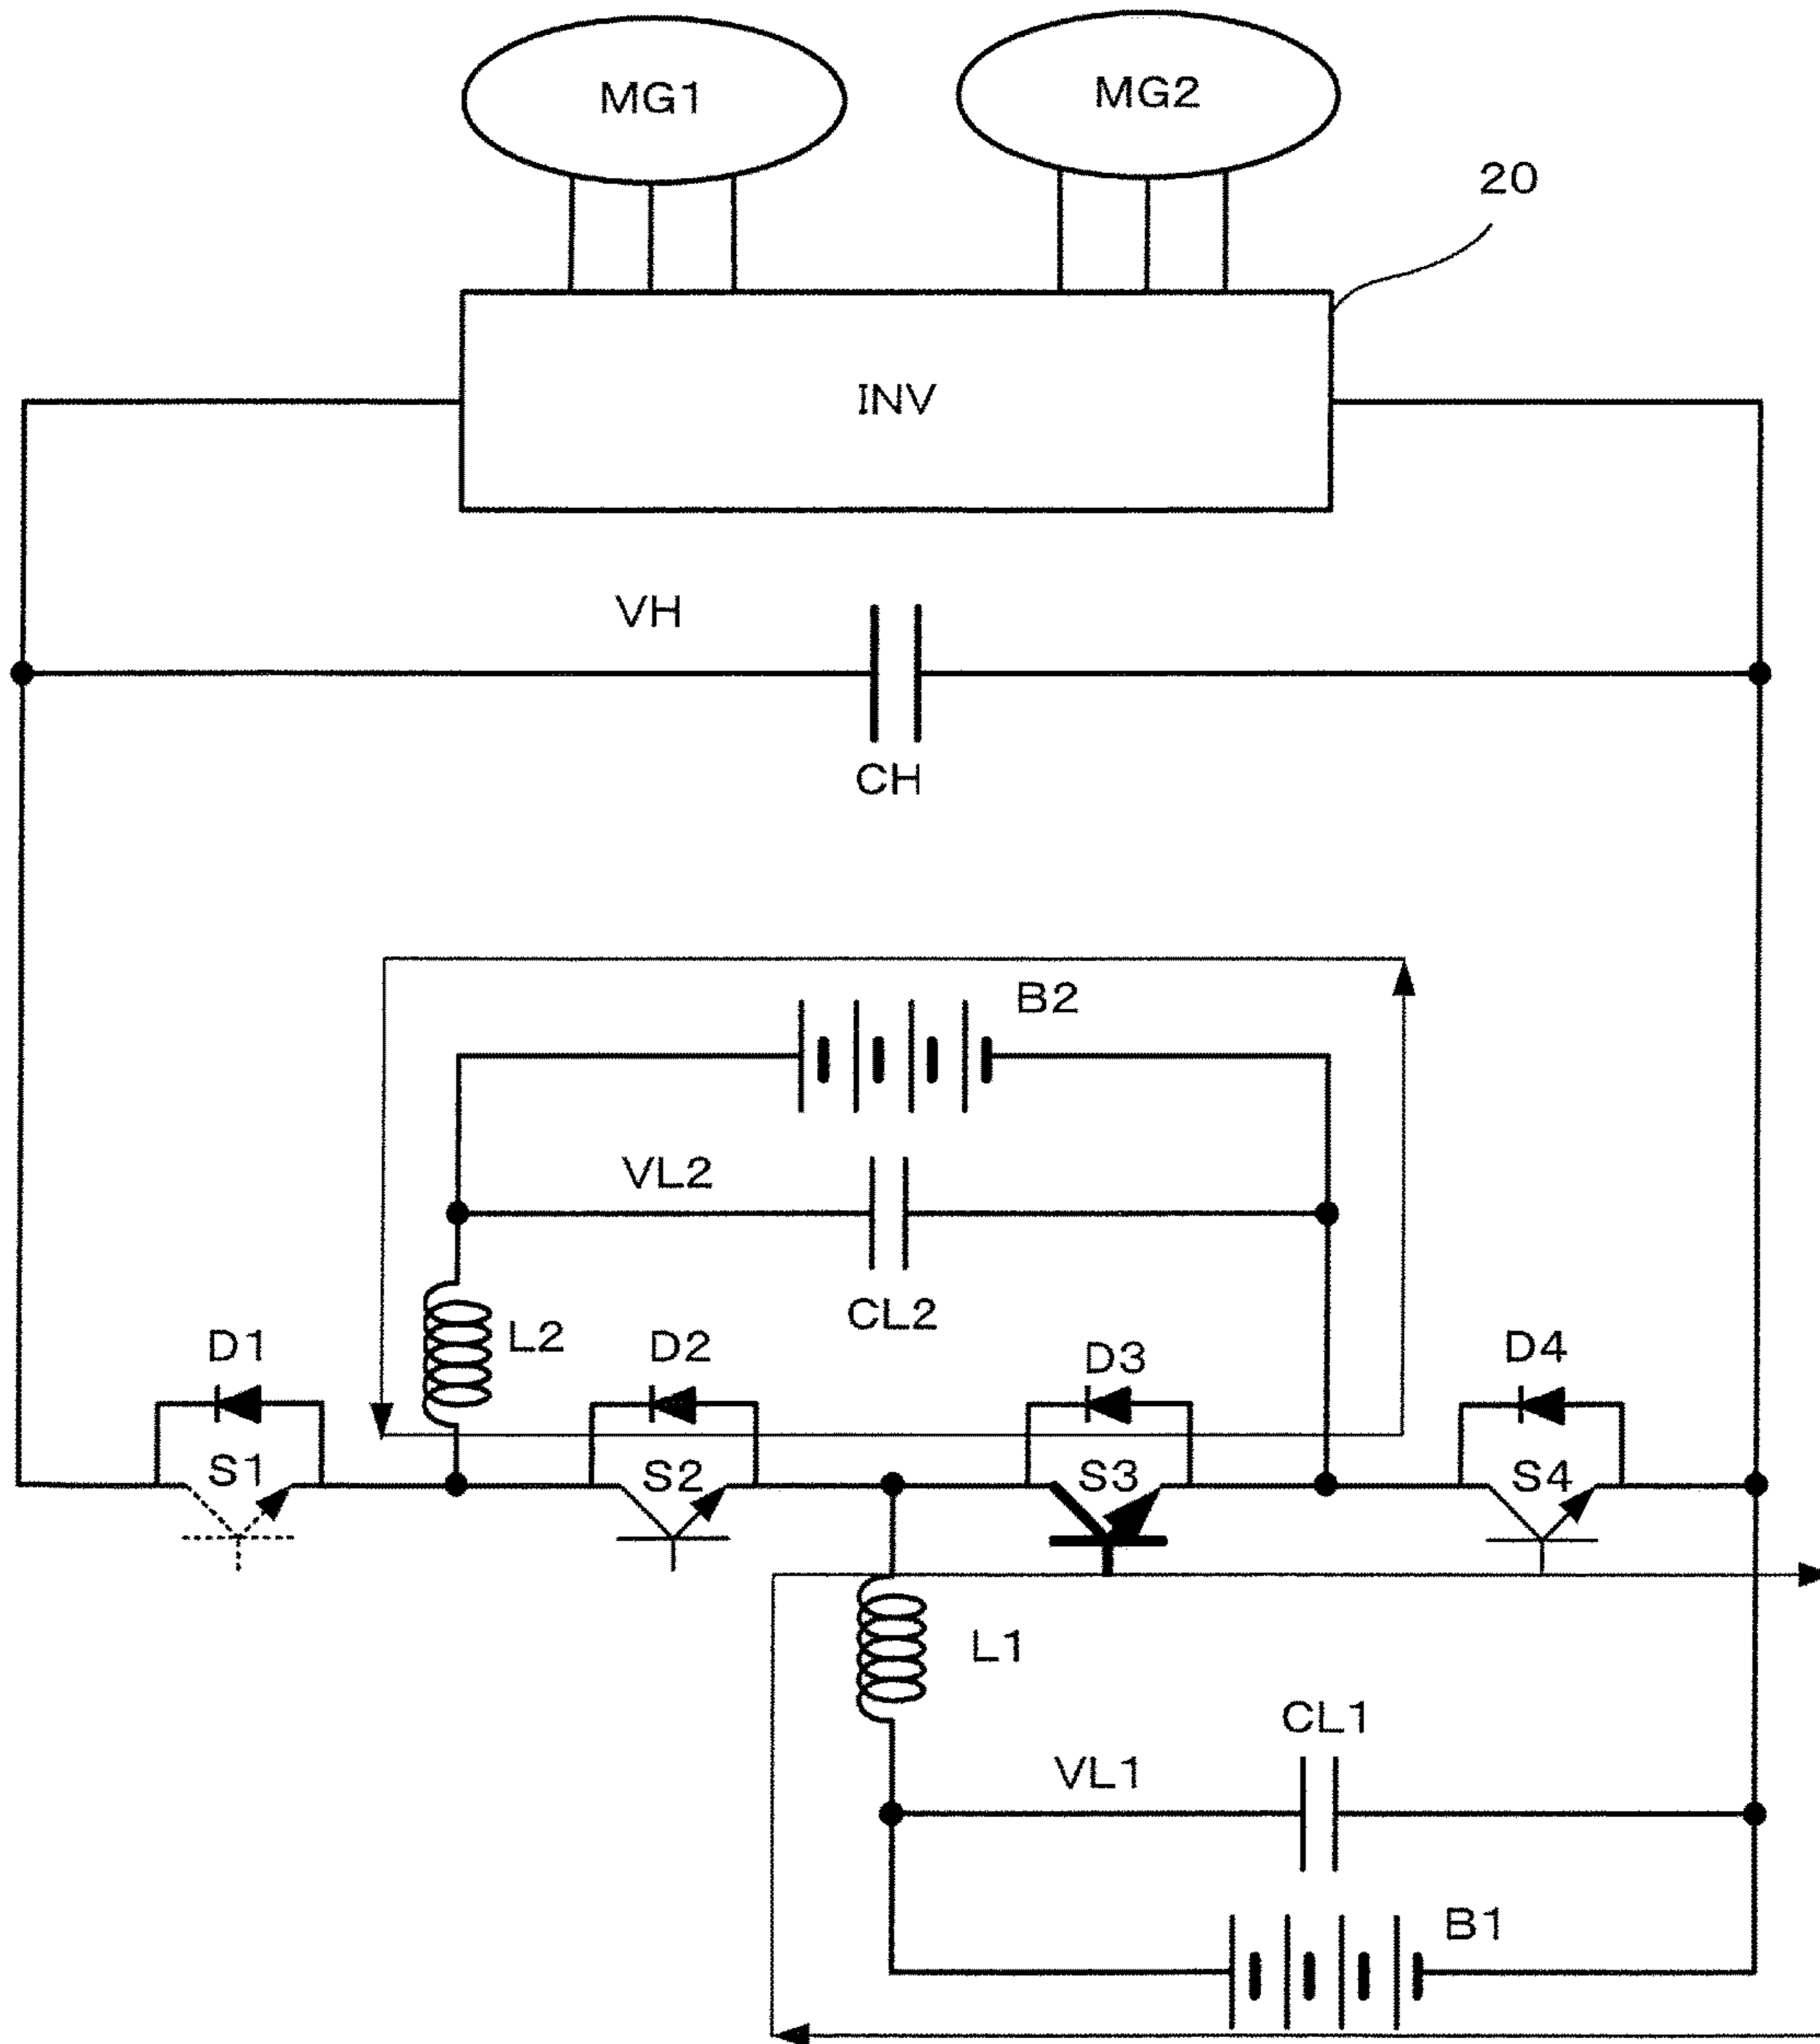 MG1 MG2
20
INV
VH
CH
B2
VL2
CL2
L2
D1 D2 D3 D4
S1 S2 S3 S4
L1
CL1
VL1
B1